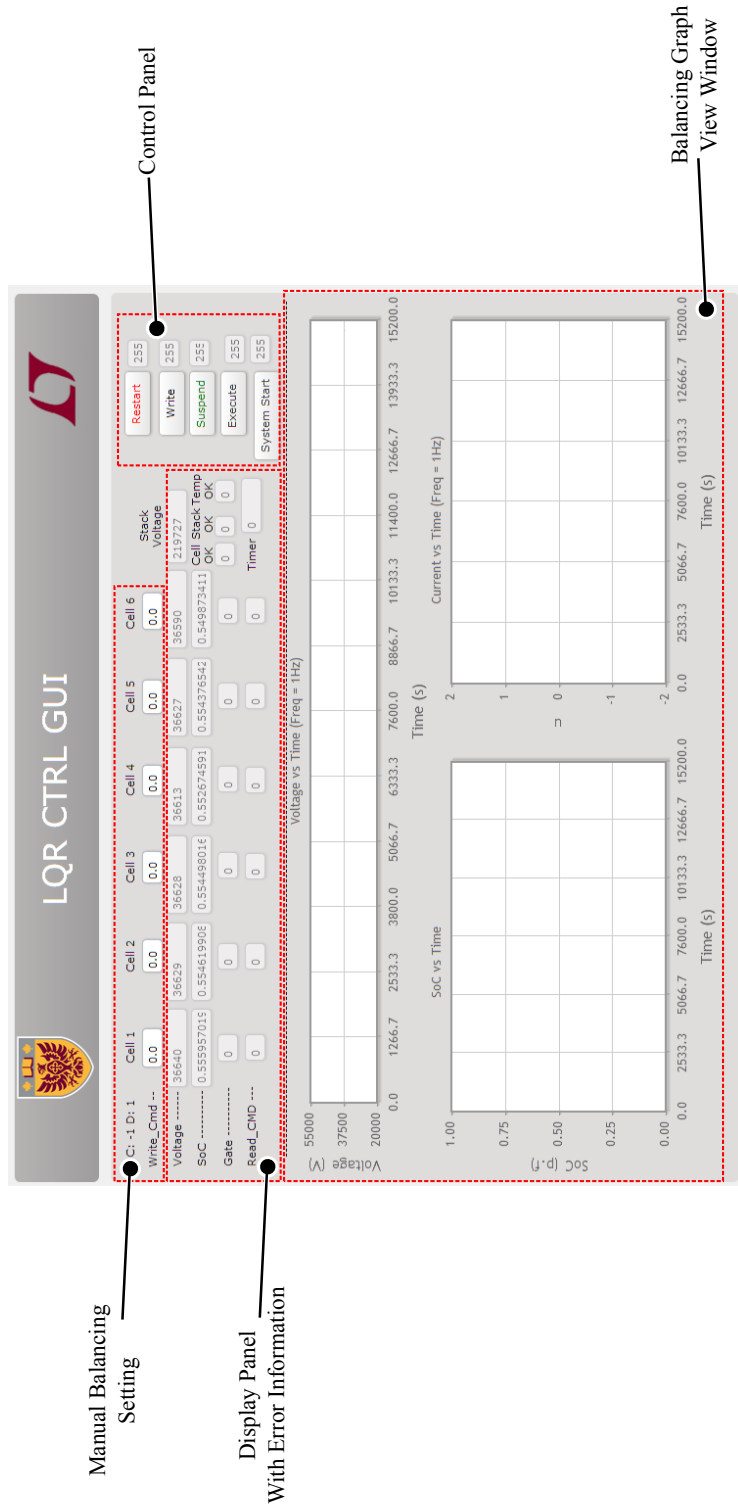 LQR CTRL GUI
Manual Balancing
Setting
Display Panel
With Error Information
Control Panel
Balancing Graph
View Window
C: -1 D: 1 Cell 1 Cell 2 Cell 3 Cell 4 Cell 5 Cell 6
Stack
Voltage
Write_Cmd -- 0.0 0.0 0.0 0.0 0.0 0.0
Voltage ------ 36640 36629 36628 36613 36627 36590 219727
SoC ----------- 0.555957019 0.554619908 0.554498016 0.552674591 0.554376542 0.549873411
Cell Stack Temp
OK OK OK
Gate ---------- 0 0 0 0 0 0 0 0 0
Read_CMD --- 0 0 0 0 0 0 Timer 0
Restart 255
Write 255
Suspend 255
Execute 255
System Start 255
Voltage vs Time (Freq = 1Hz)
Voltage (V)
55000
37500
20000
0.0 1266.7 2533.3 3800.0 5066.7 6333.3 7600.0 8866.7 10133.3 11400.0 12666.7 13933.3 15200.0
Time (s)
SoC vs Time
SoC (p.f)
1.00
0.75
0.50
0.25
0.00
0.0 2533.3 5066.7 7600.0 10133.3 12666.7 15200.0
Time (s)
Current vs Time (Freq = 1Hz)
u
2
1
0
-1
-2
0.0 2533.3 5066.7 7600.0 10133.3 12666.7 15200.0
Time (s)